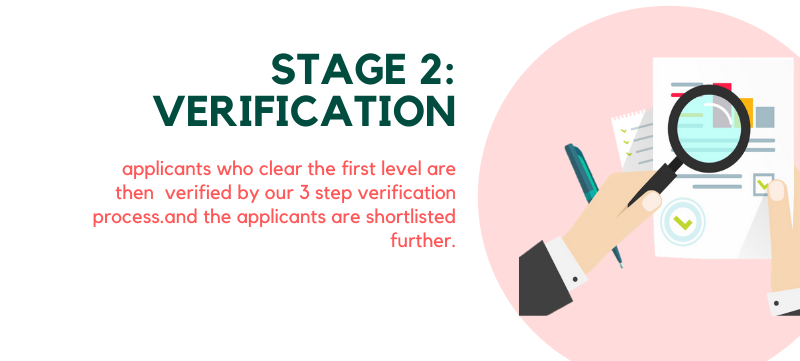 STAGE 2:
VERIFICATION
applicants who clear the first level are
then  verified by our 3 step verification
process.and the applicants are shortlisted
further.